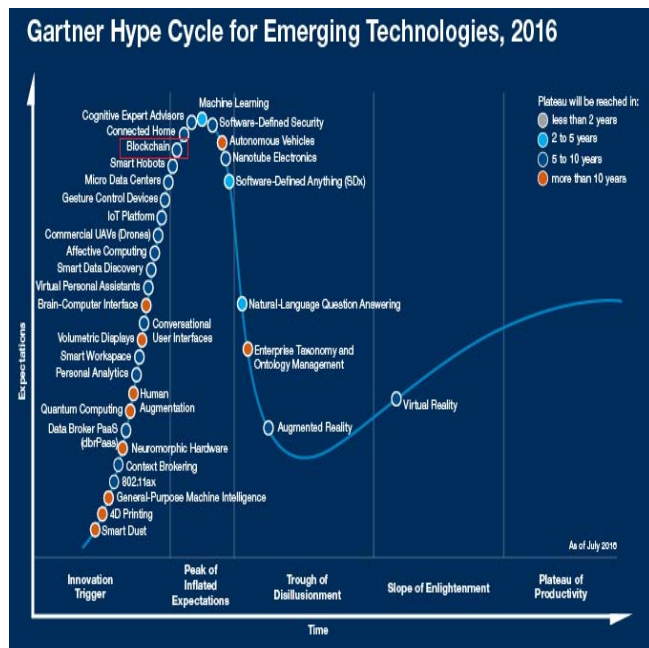 Gartner Hype Cycle for Emerging Technologies, 2016
Plateau will be reached in:
less than 2 years
2 to 5 years
5 to 10 years
more than 10 years
Expectations
Machine Learning
Cognitive Expert Advisors
Software-Defined Security
Connected Home
Autonomous Vehicles
Blockchain
Nanotube Electronics
Smart Robots
Micro Data Centers
Software-Defined Anything (SDx)
Gesture Control Devices
IoT Platform
Commercial UAVs (Drones)
Affective Computing
Smart Data Discovery
Virtual Personal Assistants
Brain-Computer Interface
Natural-Language Question Answering
Conversational
User Interfaces
Volumetric Displays
Smart Workspace
Enterprise Taxonomy and
Ontology Management
Personal Analytics
Human
Augmentation
Quantum Computing
Virtual Reality
Data Broker PaaS
(dbrPaas)
Augmented Reality
Neuromorphic Hardware
Context Brokering
802.11ax
General-Purpose Machine Intelligence
4D Printing
Smart Dust
As of July 2016
Innovation
Trigger
Peak of
Inflated
Expectations
Trough of
Disillusionment
Slope of Enlightenment
Plateau of
Productivity
Time